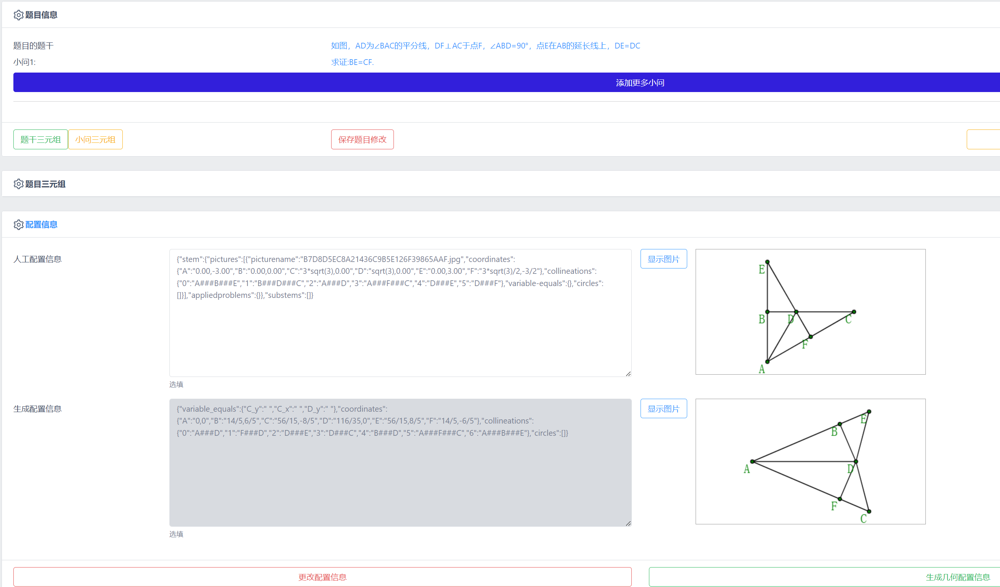 题目信息
题目的题干
如图，AD为∠BAC的平分线，DF⊥AC于点F，∠ABD=90°，点E在AB的延长线上，DE=DC
小问1:
求证:BE=CF.
添加更多小问
题干三元组
小问三元组
保存题目修改
题目三元组
配置信息
人工配置信息
{"stem":{"pictures":[{"picturename":"B7D8D5EC8A21436C9B5E126F39865AAF.jpg","coordinates":
{"A":"0.00,-3.00","B":"0.00,0.00","C":"3*sqrt(3),0.00","D":"sqrt(3),0.00","E":"0.00,3.00","F":"3*sqrt(3)/2,-3/2"},"collineations":
{"0":"A###B###E","1":"B###D###C","2":"A###D","3":"A###F###C","4":"D###E","5":"D###F"},"variable-equals":{},"circles":
[]}],"appliedproblems":{}},"substems":[]}
选填
显示图片
E
B
D
C
F
A
生成配置信息
{"variable_equals":{"C_y":" ","C_x":" ","D_y":" "},"coordinates":
{"A":"0,0","B":"14/5,6/5","C":"56/15,-8/5","D":"116/35,0","E":"56/15,8/5","F":"14/5,-6/5"},"collineations":
{"0":"A###D","1":"F###D","2":"D###E","3":"D###C","4":"B###D","5":"A###F###C","6":"A###B###E"},"circles":[]}
选填
显示图片
E
B
A
D
F
C
更改配置信息
生成几何配置信息